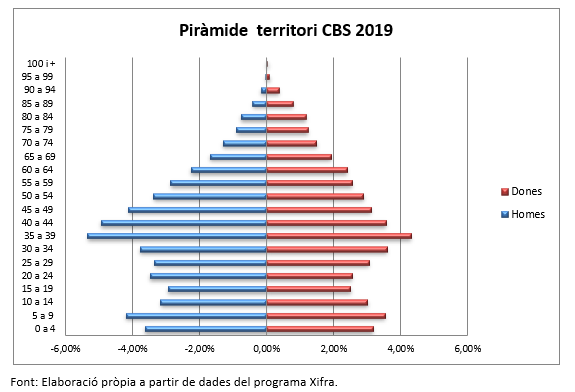 Piràmide  territori CBS 2019
100 i +
95 a 99
90 a 94
85 a 89
80 a 84
75 a 79
70 a 74
65 a 69
60 a 64
55 a 59
50 a 54
45 a 49
40 a 44
35 a 39
30 a 34
25 a 29
20 a 24
15 a 19
10 a 14
5 a 9
0 a 4
-6,00% -4,00% -2,00% 0,00% 2,00% 4,00% 6,00%
Dones
Homes
Font: Elaboració pròpia a partir de dades del programa Xifra.